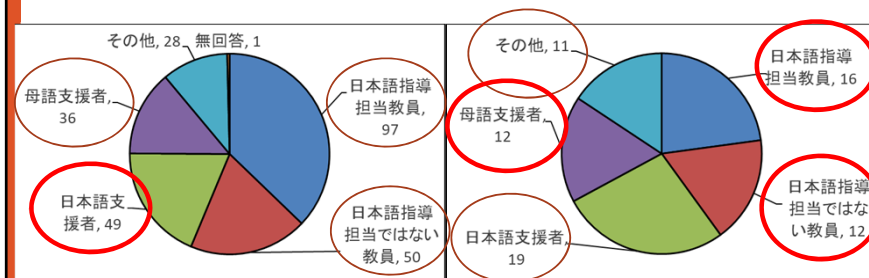 その他, 28
無回答, 1
母語支援者,
36
日本語指導
担当教員,
97
日本語支
援者, 49
日本語指導
担当ではない
教員, 50
その他, 11
日本語指導
担当教員, 16
母語支援者,
12
日本語指導
担当ではな
い教員, 12
日本語支援者,
19